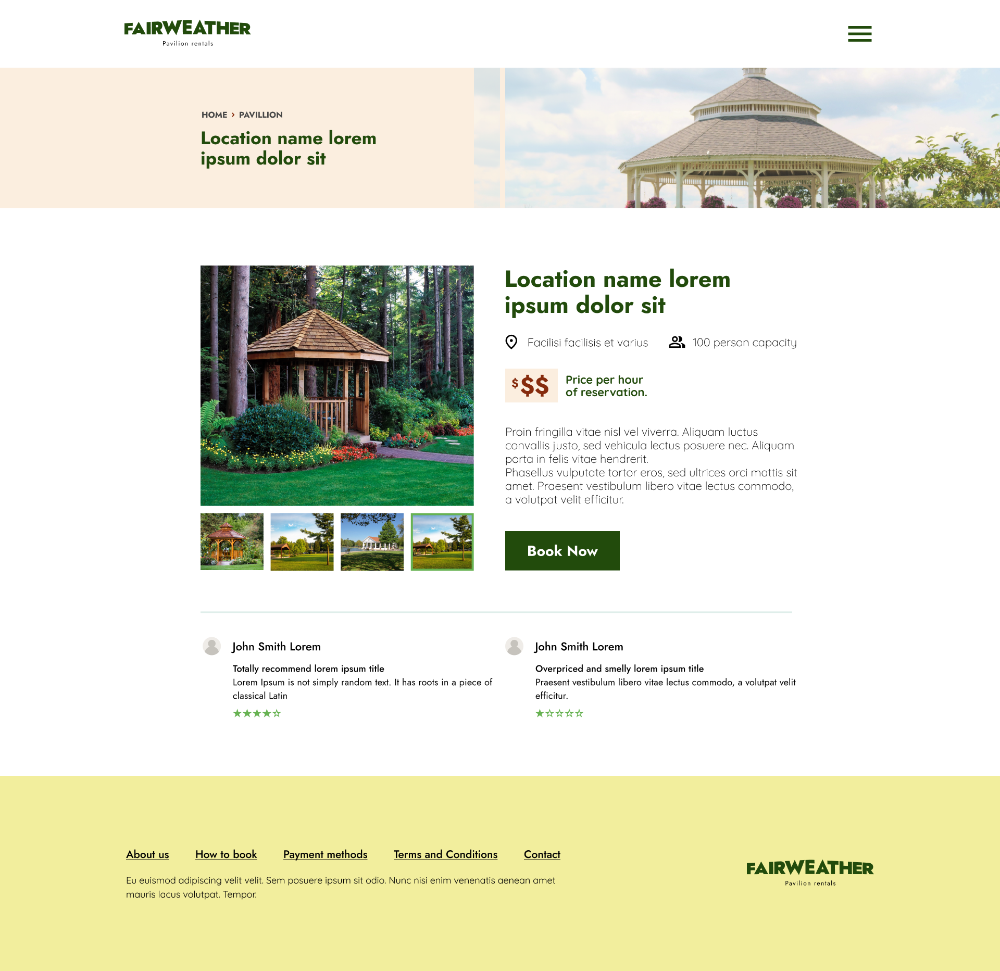 FAIRWEATHER
Pavilion rentals
HOME › PAVILLION
Location name lorem
ipsum dolor sit
Location name lorem
ipsum dolor sit
Facilisi facilisis et varius
100 person capacity
$$$
Price per hour
of reservation.
Proin fringilla vitae nisl vel viverra. Aliquam luctus
convallis justo, sed vehicula lectus posuere nec. Aliquam
porta in felis vitae hendrerit.
Phasellus vulputate tortor eros, sed ultrices orci mattis sit
amet. Praesent vestibulum libero vitae lectus commodo,
a volutpat velit efficitur.
Book Now
John Smith Lorem
Totally recommend lorem ipsum title
Lorem Ipsum is not simply random text. It has roots in a piece of
classical Latin
★★★★☆
John Smith Lorem
Overpriced and smelly lorem ipsum title
Praesent vestibulum libero vitae lectus commodo, a volutpat velit
efficitur.
★☆☆☆☆
About us
How to book
Payment methods
Terms and Conditions
Contact
Eu euismod adipiscing velit velit. Sem posuere ipsum sit odio. Nunc nisi enim venenatis aenean amet
mauris lacus volutpat. Tempor.
FAIRWEATHER
Pavilion rentals